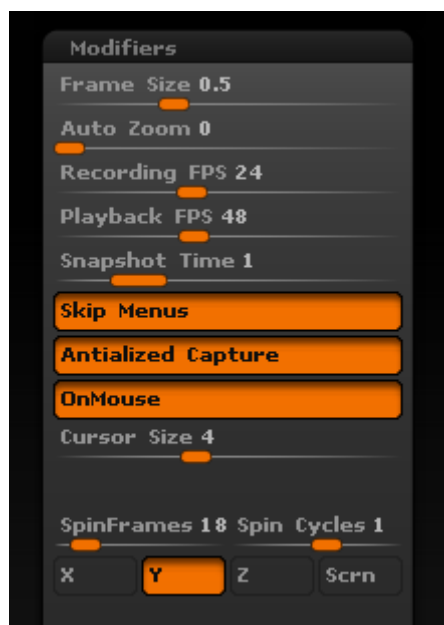 Modifiers
Frame Size 0.5
Auto Zoom 0
Recording FPS 24
Playback FPS 48
Snapshot Time 1
Skip Menus
Antialized Capture
OnMouse
Cursor Size 4
SpinFrames 18 Spin Cycles 1
X Y Z Scrn